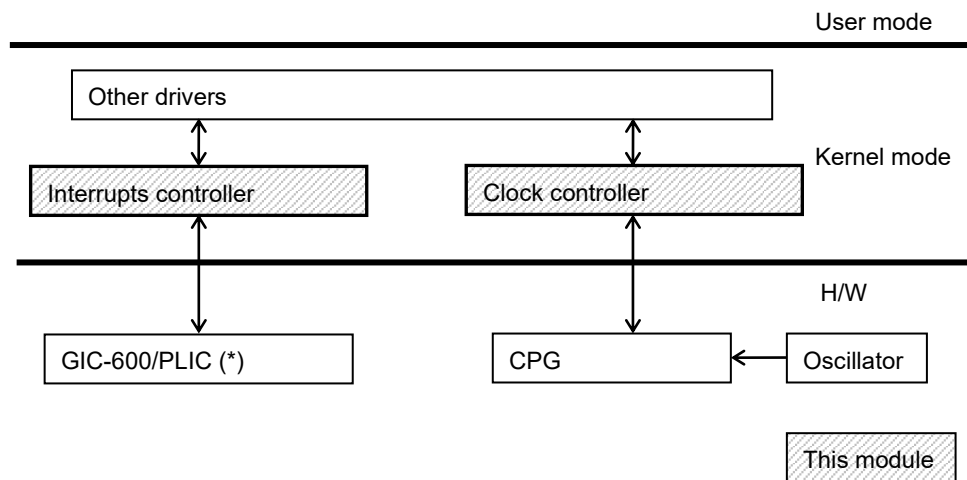 User mode
Other drivers
Kernel mode
Interrupts controller
Clock controller
H/W
GIC-600/PLIC (*)
CPG
Oscillator
This module